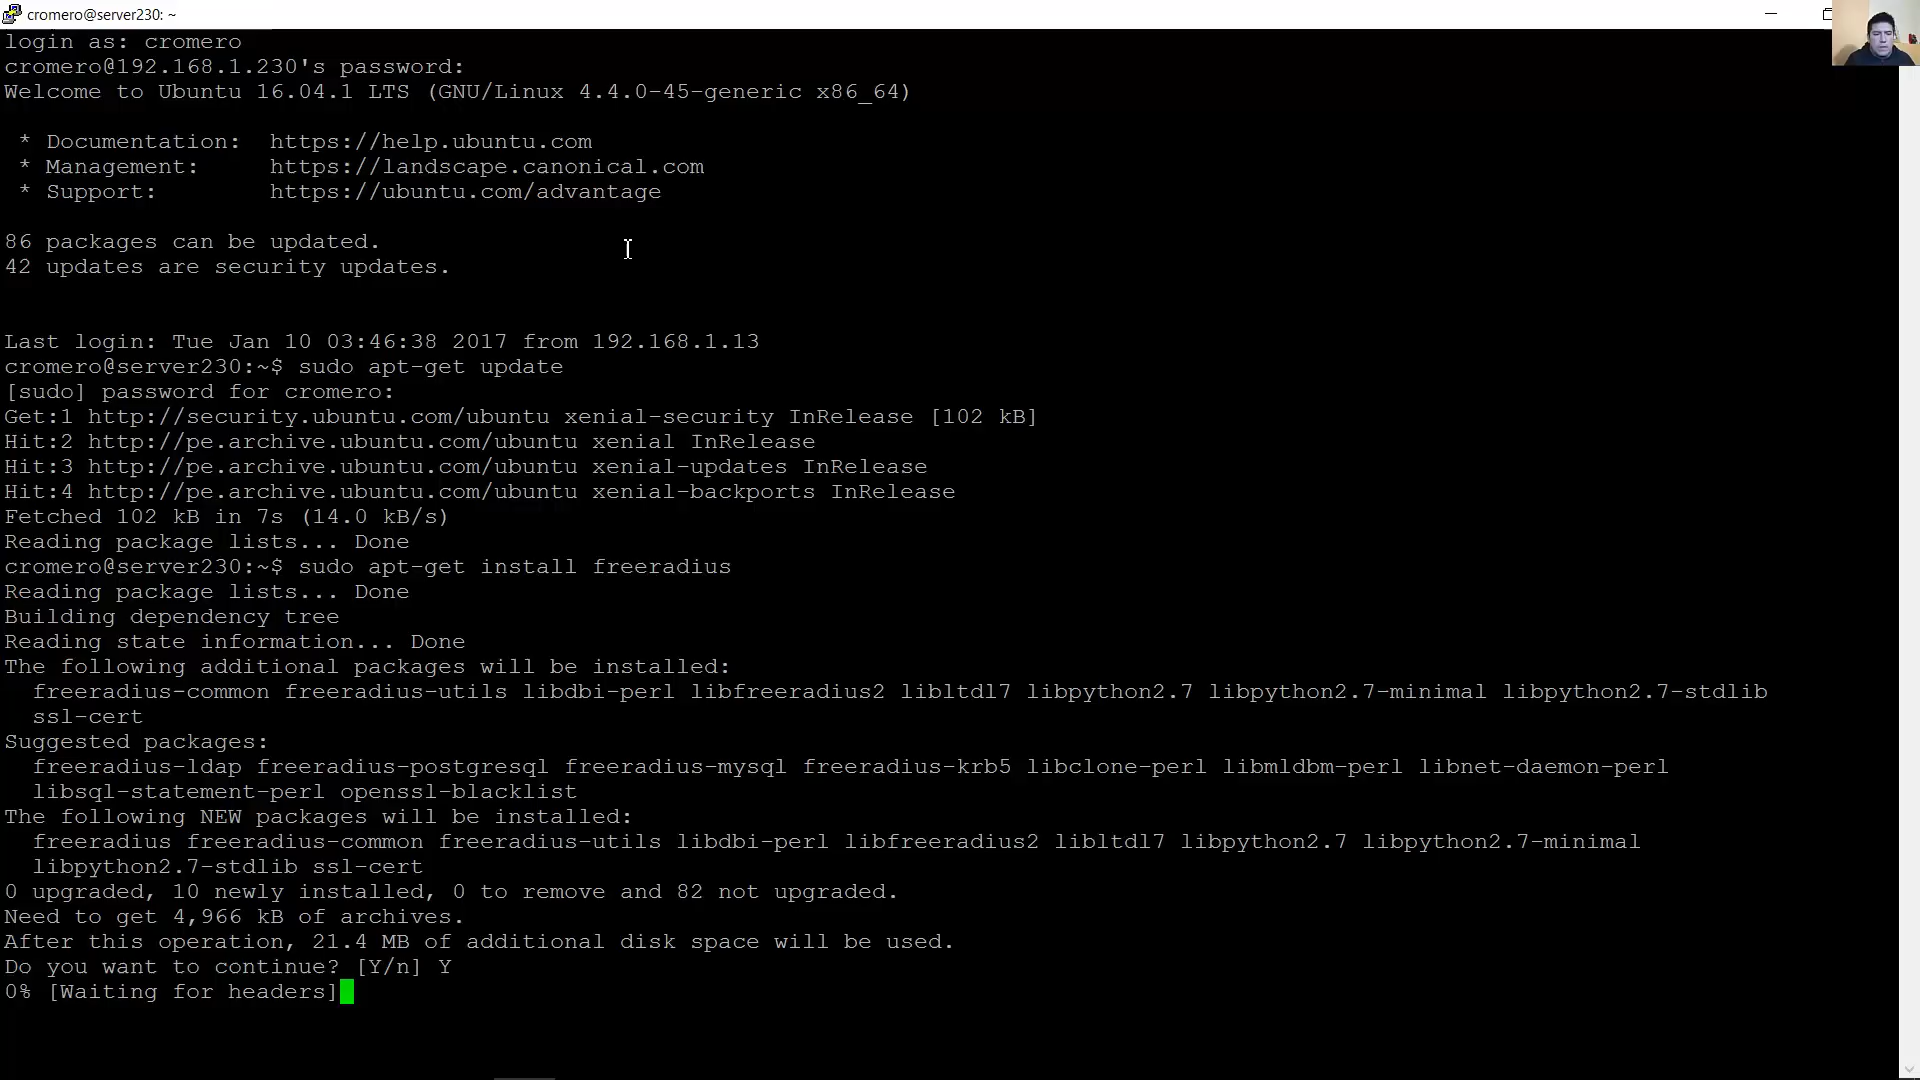 cromero@server230: ~
login as: cromero
cromero@192.168.1.230's password:
Welcome to Ubuntu 16.04.1 LTS (GNU/Linux 4.4.0-45-generic x86_64)
* Documentation:  https://help.ubuntu.com
* Management:     https://landscape.canonical.com
* Support:        https://ubuntu.com/advantage
86 packages can be updated.
42 updates are security updates.
Last login: Tue Jan 10 03:46:38 2017 from 192.168.1.13
cromero@server230:~$ sudo apt-get update
[sudo] password for cromero:
Get:1 http://security.ubuntu.com/ubuntu xenial-security InRelease [102 kB]
Hit:2 http://pe.archive.ubuntu.com/ubuntu xenial InRelease
Hit:3 http://pe.archive.ubuntu.com/ubuntu xenial-updates InRelease
Hit:4 http://pe.archive.ubuntu.com/ubuntu xenial-backports InRelease
Fetched 102 kB in 7s (14.0 kB/s)
Reading package lists... Done
cromero@server230:~$ sudo apt-get install freeradius
Reading package lists... Done
Building dependency tree
Reading state information... Done
The following additional packages will be installed:
freeradius-common freeradius-utils libdbi-perl libfreeradius2 libltdl7 libpython2.7 libpython2.7-minimal libpython2.7-stdlib
ssl-cert
Suggested packages:
freeradius-ldap freeradius-postgresql freeradius-mysql freeradius-krb5 libclone-perl libmldbm-perl libnet-daemon-perl
libsql-statement-perl openssl-blacklist
The following NEW packages will be installed:
freeradius freeradius-common freeradius-utils libdbi-perl libfreeradius2 libltdl7 libpython2.7 libpython2.7-minimal
libpython2.7-stdlib ssl-cert
0 upgraded, 10 newly installed, 0 to remove and 82 not upgraded.
Need to get 4,966 kB of archives.
After this operation, 21.4 MB of additional disk space will be used.
Do you want to continue? [Y/n] Y
0% [Waiting for headers]